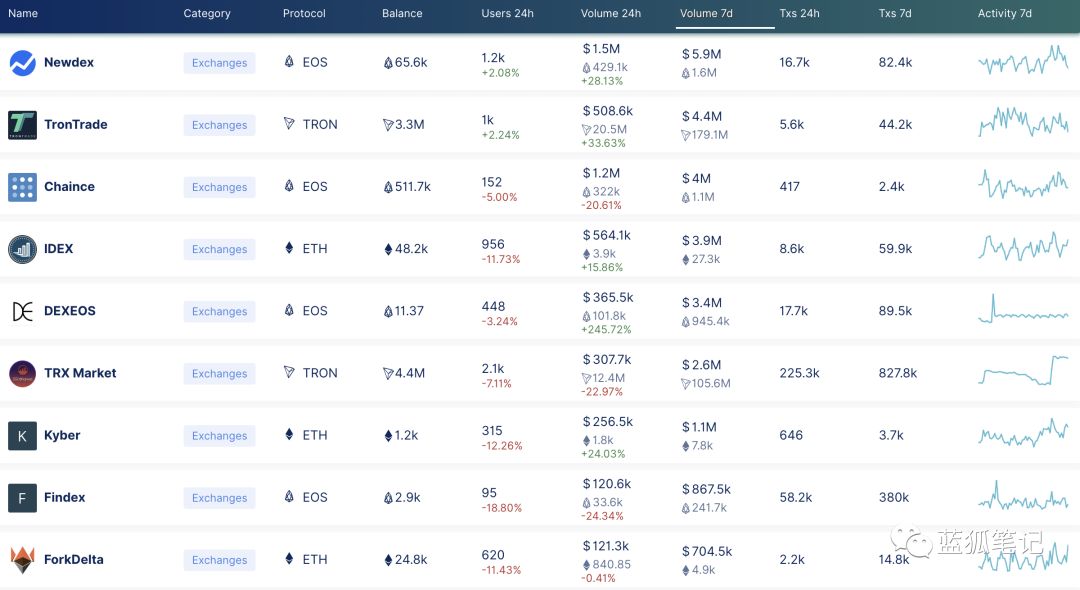 Name Category Protocol Balance Users 24h Volume 24h Volume 7d Txs 24h Txs 7d Activity 7d
Newdex Exchanges EOS 65.6k 1.2k +2.08% $1.5M 429.1k +28.13% $5.9M 1.6M 16.7k 82.4k
TRONTRADE TronTrade Exchanges TRON 3.3M 1k +2.24% $508.6k 20.5M +33.63% $4.4M 179.1M 5.6k 44.2k
Chaince Exchanges EOS 511.7k 152 -5.00% $1.2M 322k -20.61% $4M 1.1M 417 2.4k
IDEX Exchanges ETH 48.2k 956 -11.73% $564.1k 3.9k +15.86% $3.9M 27.3k 8.6k 59.9k
DEXEOS Exchanges EOS 11.37 448 -3.24% $365.5k 101.8k +245.72% $3.4M 945.4k 17.7k 89.5k
TRX Market Exchanges TRON 4.4M 2.1k -7.11% $307.7k 12.4M -22.97% $2.6M 105.6M 225.3k 827.8k
K Kyber Exchanges ETH 1.2k 315 -12.26% $256.5k 1.8k +24.03% $1.1M 7.8k 646 3.7k
F Findex Exchanges EOS 2.9k 95 -18.80% $120.6k 33.6k -24.34% $867.5k 241.7k 58.2k 380k
ForkDelta Exchanges ETH 24.8k 620 -11.43% $121.3k 840.85 -0.41% $704.5k 4.9k 2.2k 14.8k
蓝狐笔记